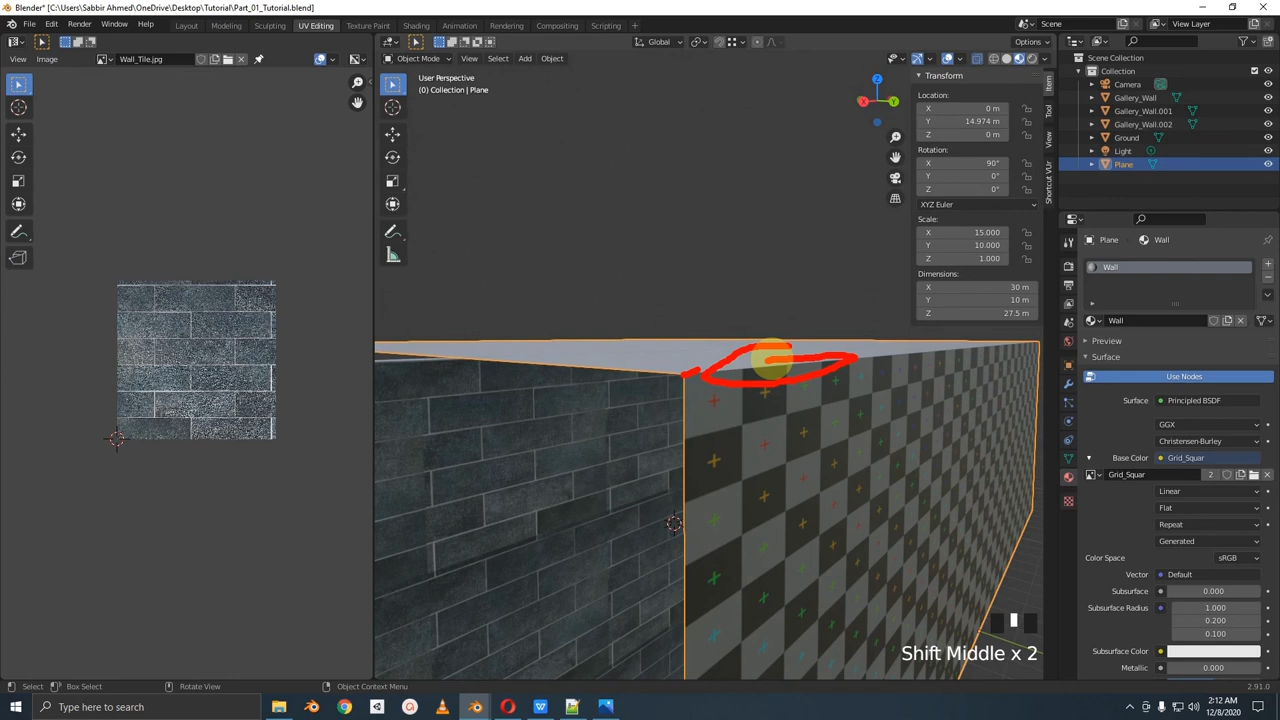 Blender* [C:\Users\Sabbir Ahmed\OneDrive\Desktop\Tutorial\Part_01_Tutorial.blend]
File Edit Render Window Help Layout Modeling Sculpting UV Editing Texture Paint Shading Animation Rendering Compositing Scripting Scene View Layer
Wall_Tile.jpg Global Options
View Image Object Mode View Select Add Object
User Perspective
(0) Collection | Plane
Transform
Location:
X 0 m
Y 14.974 m
Z 0 m
Rotation:
X 90°
Y 0°
Z 0°
XYZ Euler
Scale:
X 15.000
Y 10.000
Z 1.000
Dimensions:
X 30 m
Y 10 m
Z 27.5 m
Item
Tool
View
Shortcut VUr
X
Y
Z
Scene Collection
Collection
Camera
Gallery_Wall
Gallery_Wall.001
Gallery_Wall.002
Ground
Light
Plane
Plane Wall
Wall
Wall
Preview
Surface
Use Nodes
Surface: Principled BSDF
GGX
Christensen-Burley
Base Color Grid_Squar
Grid_Squar 2
Linear
Flat
Repeat
Generated
Color Space sRGB
Vector Default
Subsurface 0.000
Subsurface Radius 1.000
0.200
0.100
Subsurface Color
Metallic 0.000
Shift Middle x 2
Select Box Select Rotate View Object Context Menu 2.91.0
Type here to search
2:12 AM
12/8/2020